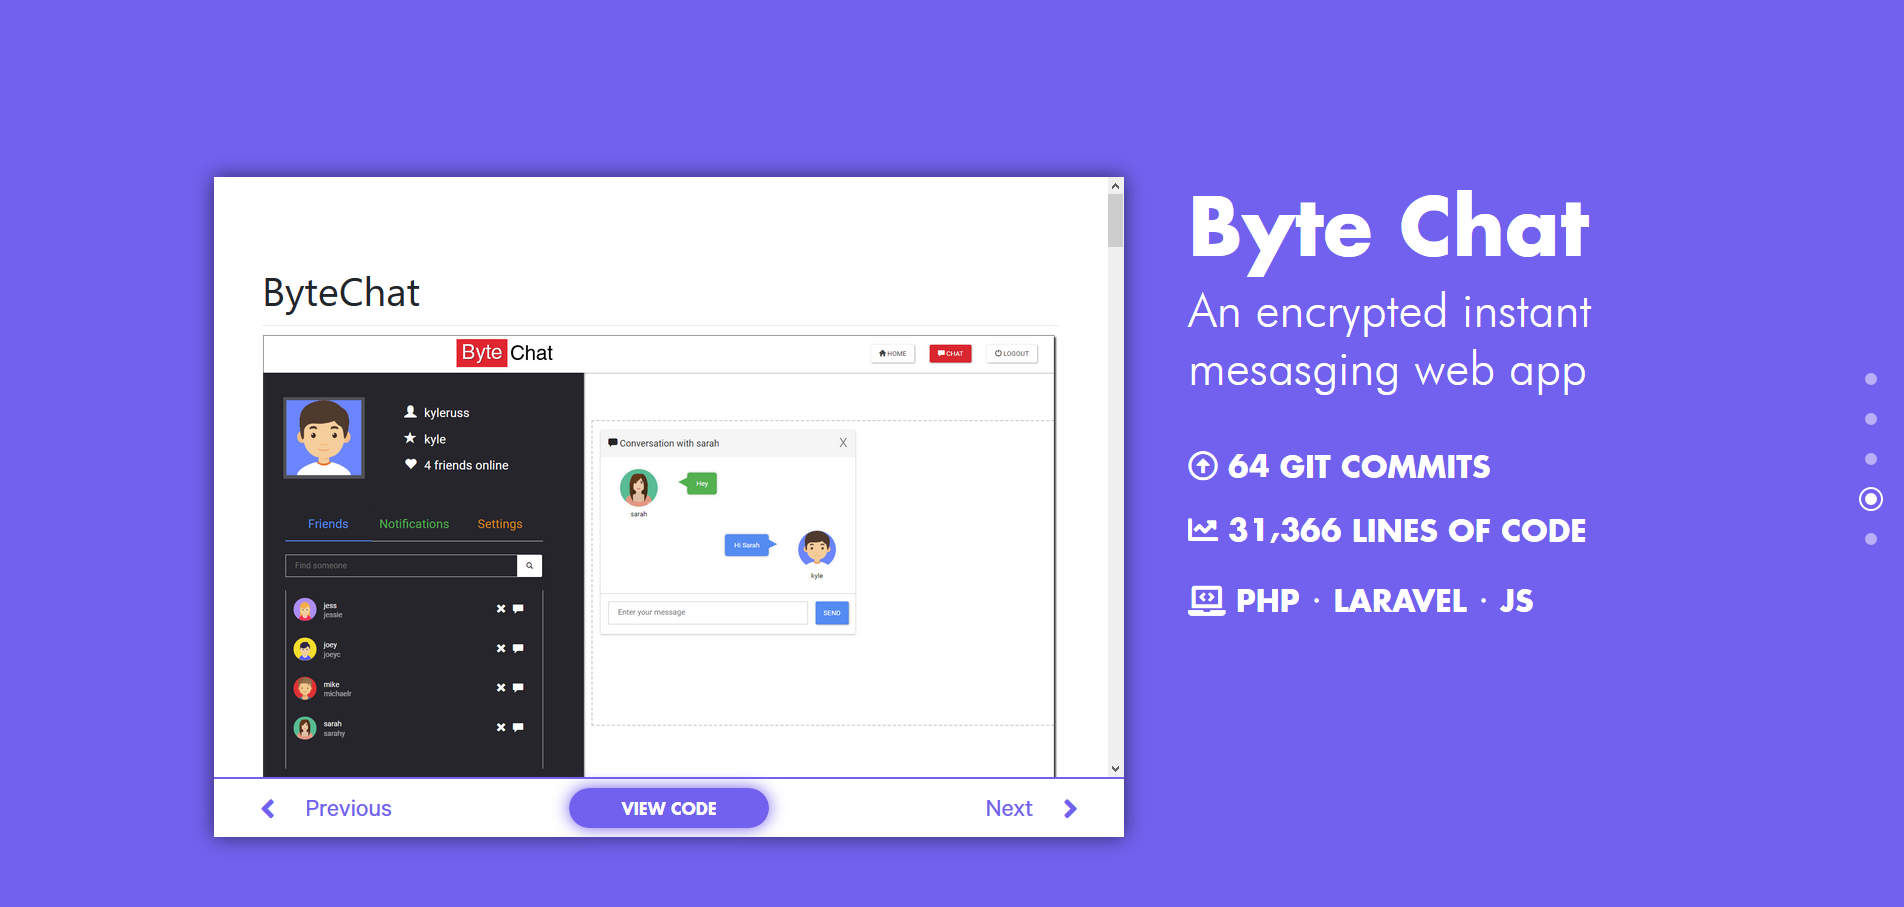 ByteChat
Byte Chat
HOME
CHAT
LOGOUT
kyleruss
kyle
4 friends online
Friends
Notifications
Settings
Find someone
jess
jessie
joey
joeyc
mike
michaelr
sarah
sarahy
Conversation with sarah
X
Hey
sarah
Hi Sarah
kyle
Enter your message
SEND
Previous
VIEW CODE
Next
Byte Chat
An encrypted instant
mesasging web app
64 GIT COMMITS
31,366 LINES OF CODE
PHP · LARAVEL · JS